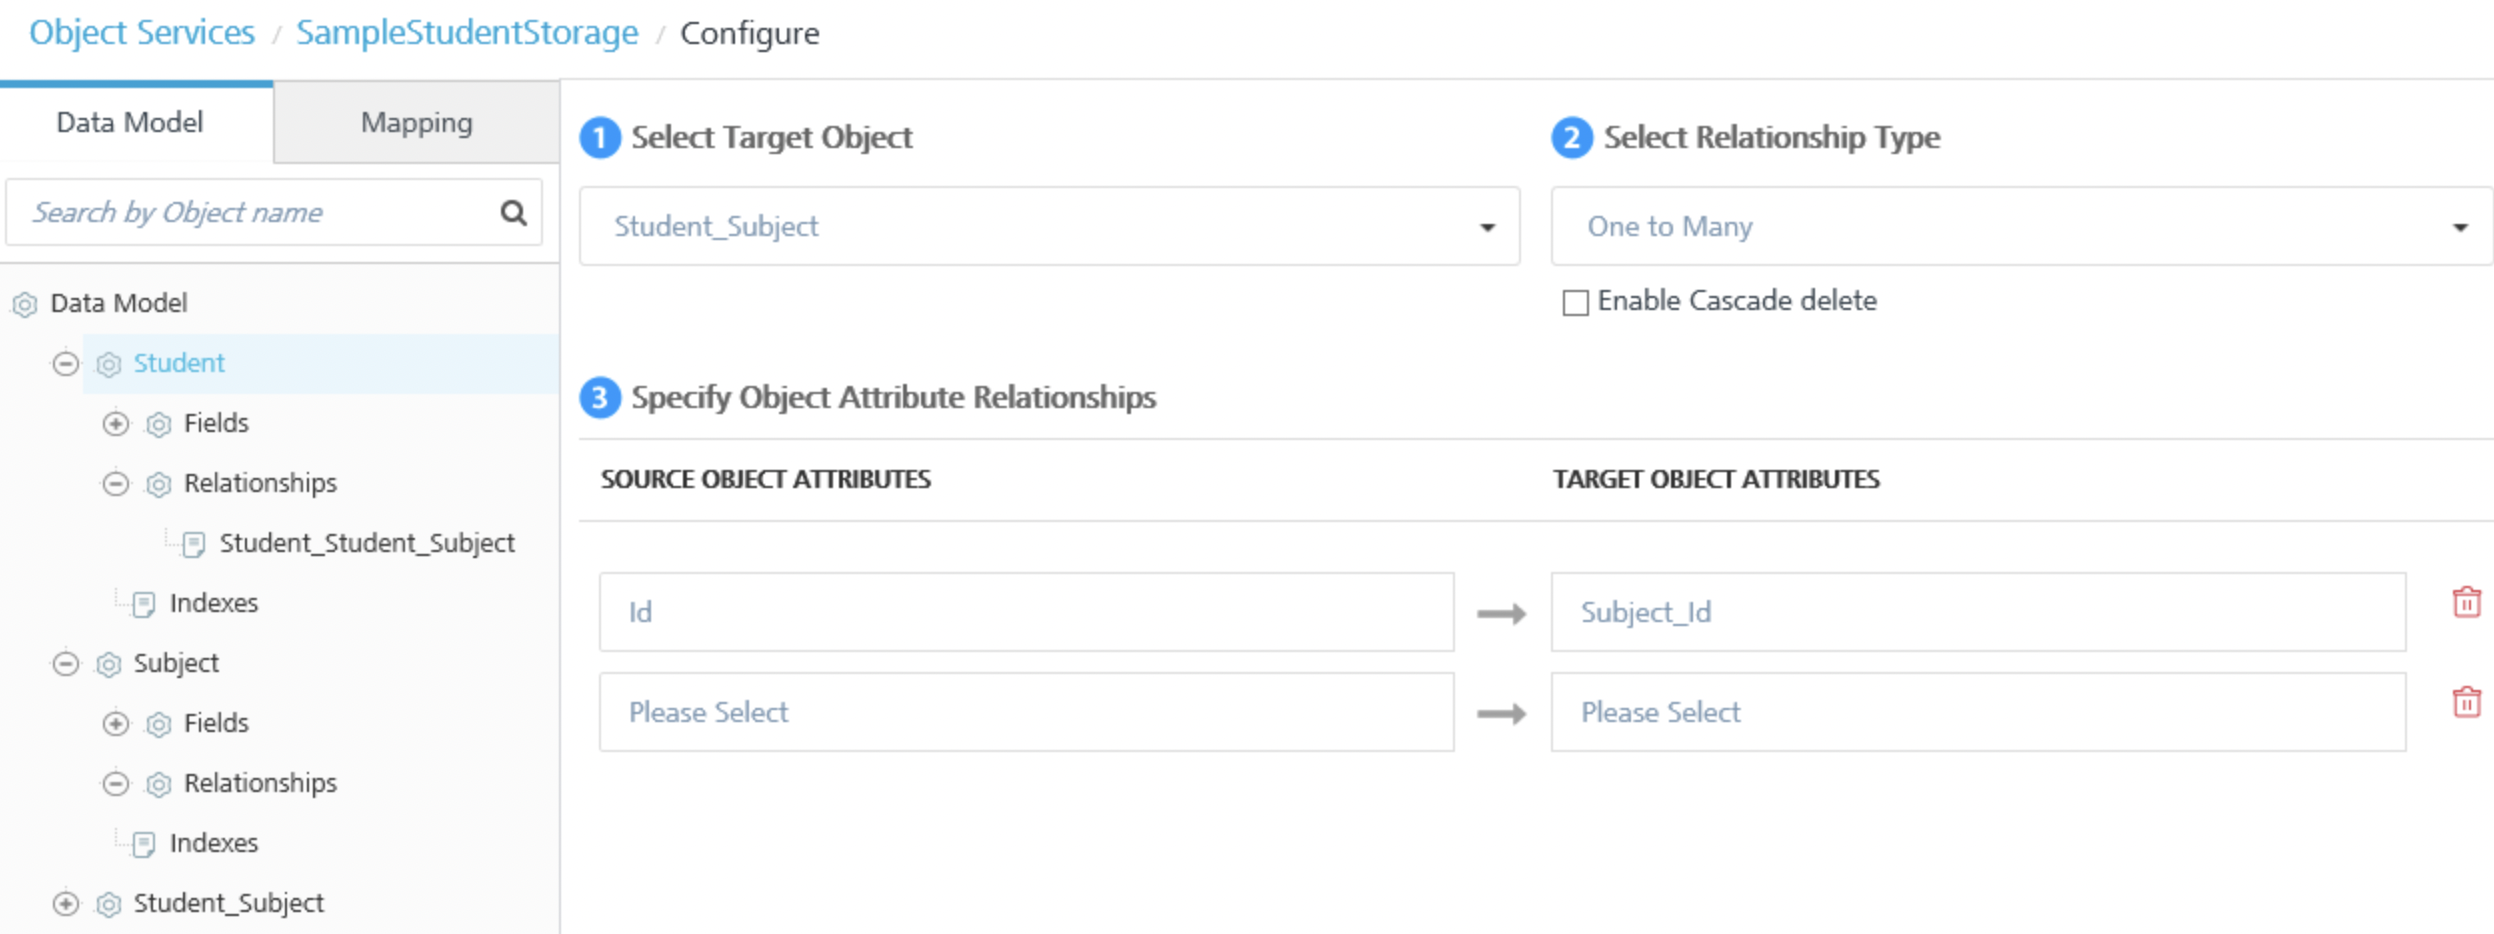 Object Services / SampleStudentStorage / Configure
Data Model
Mapping
Search by Object name
Data Model
Student
Fields
Relationships
Student_Student_Subject
Indexes
Subject
Fields
Relationships
Indexes
Student_Subject
1 Select Target Object
Student_Subject
2 Select Relationship Type
One to Many
Enable Cascade delete
3 Specify Object Attribute Relationships
SOURCE OBJECT ATTRIBUTES
TARGET OBJECT ATTRIBUTES
Id
Subject_Id
Please Select
Please Select